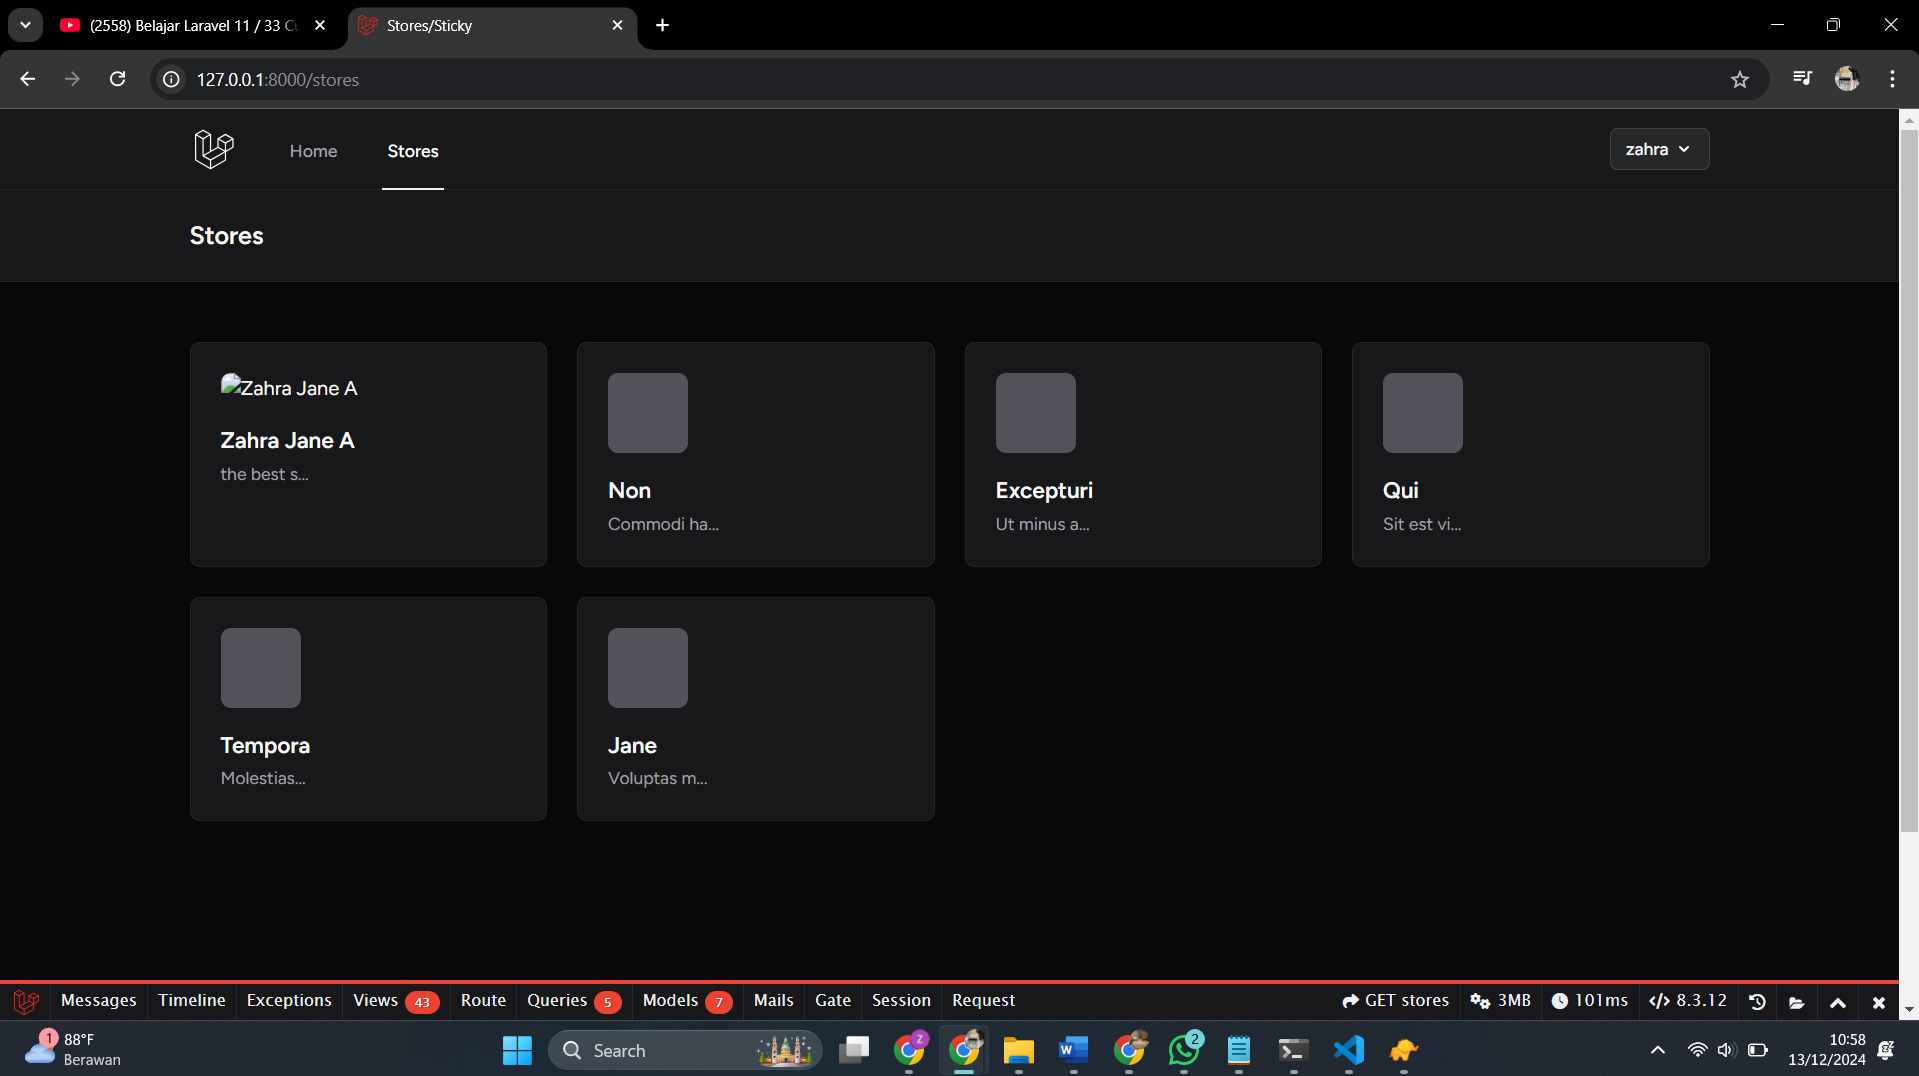 (2558) Belajar Laravel 11 / 33 Cu
Stores/Sticky
127.0.0.1:8000/stores
Home
Stores
zahra
Stores
Zahra Jane A
Zahra Jane A
the best s...
Non
Commodi ha...
Excepturi
Ut minus a...
Qui
Sit est vi...
Tempora
Molestias...
Jane
Voluptas m...
Messages
Timeline
Exceptions
Views 43
Route
Queries 5
Models 7
Mails
Gate
Session
Request
GET stores
3MB
101ms
8.3.12
1
88°F
Berawan
Search
Z
W
2
10:58
13/12/2024